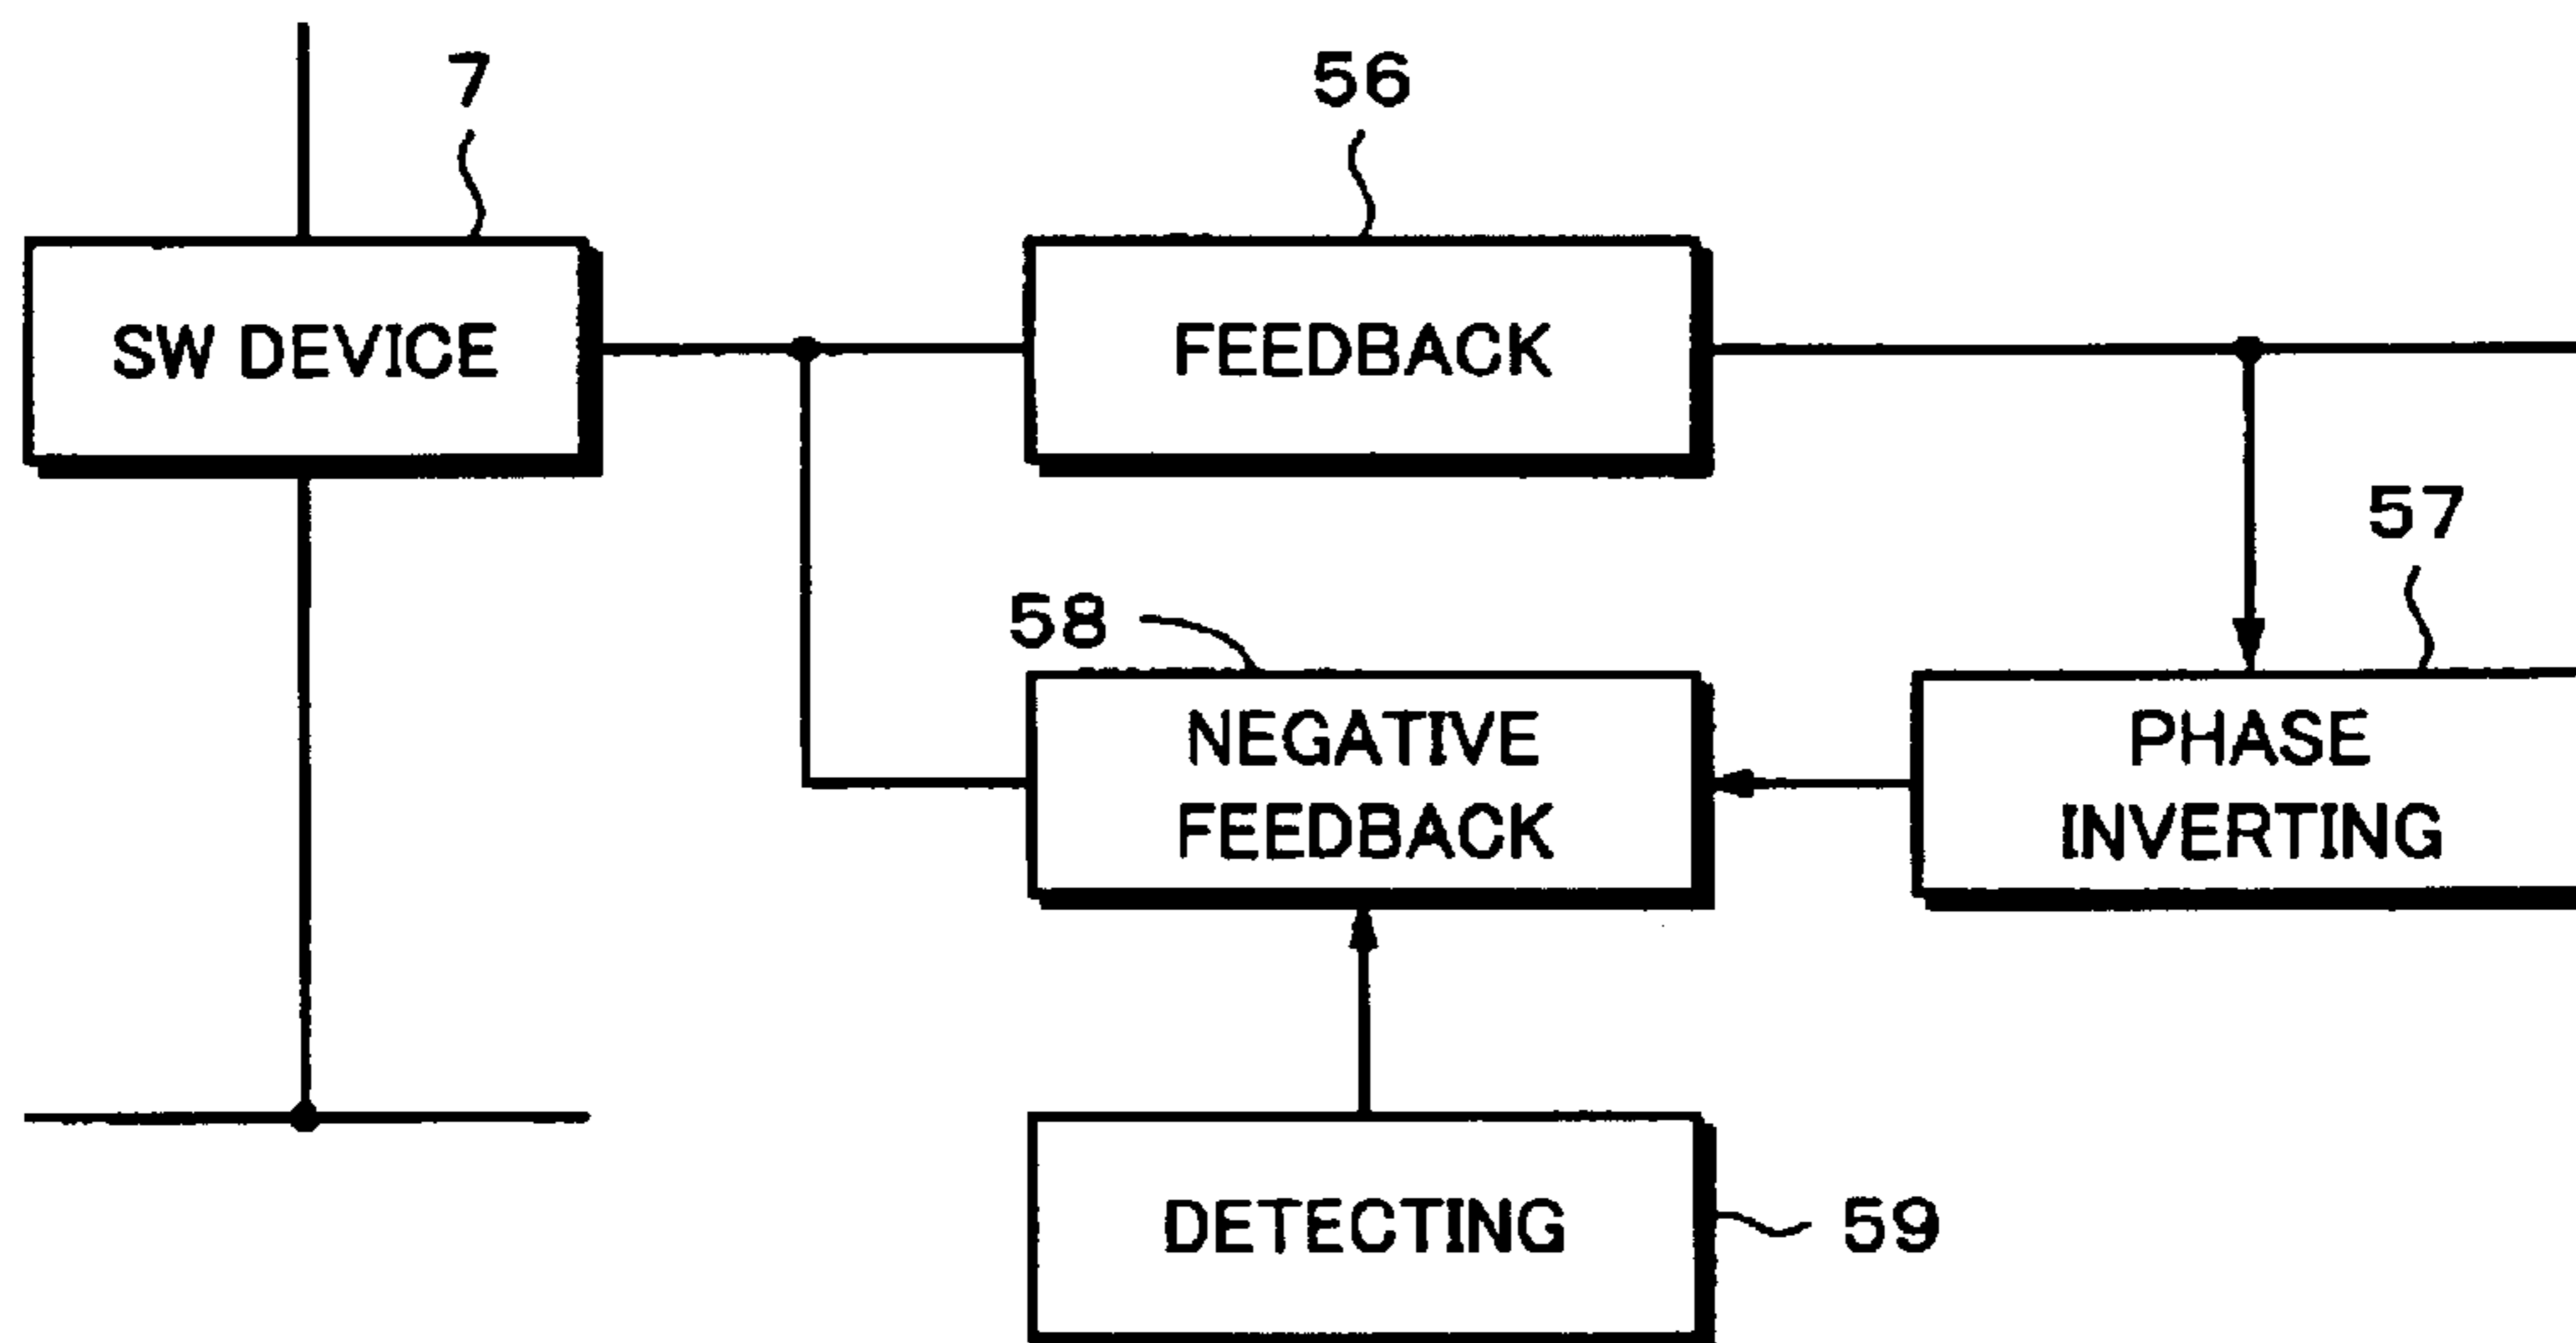 7
56
SW DEVICE
FEEDBACK
57
58
NEGATIVE
FEEDBACK
PHASE
INVERTING
DETECTING
59